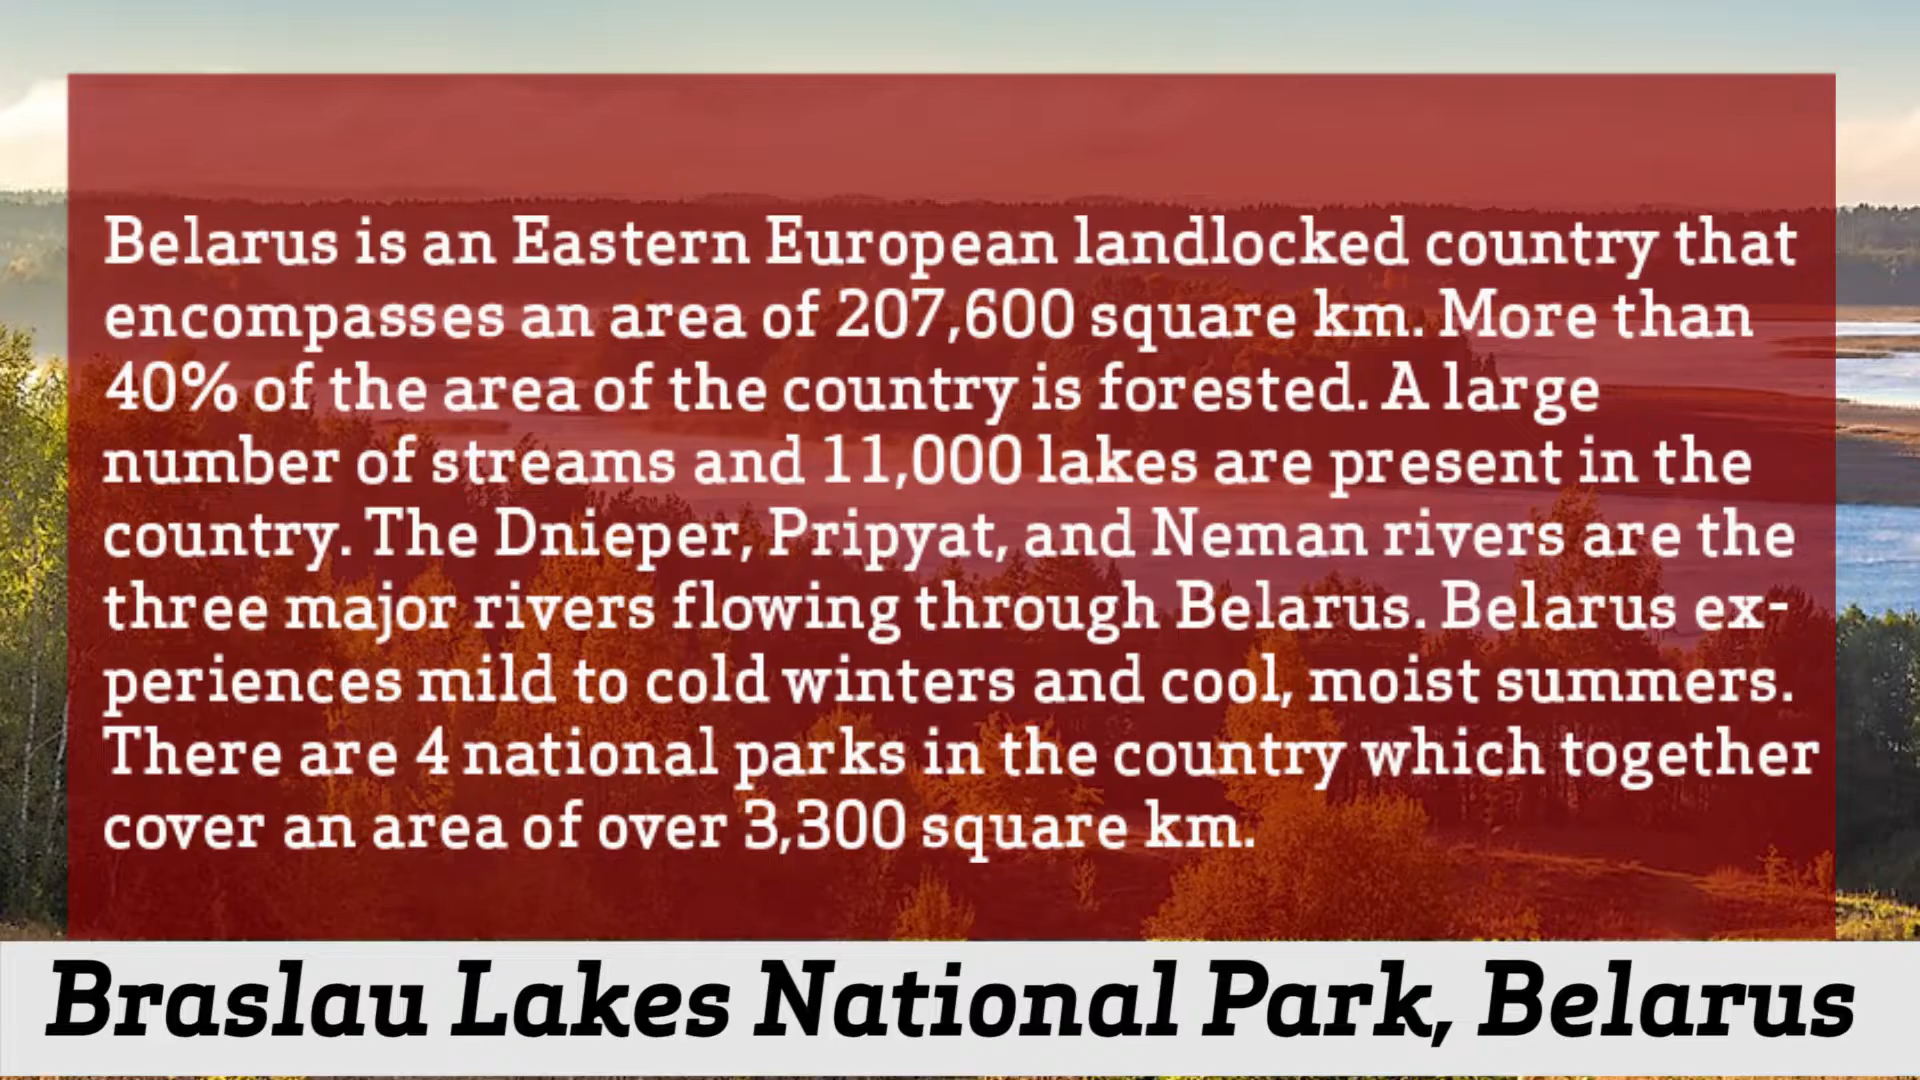 Belarus is an Eastern European landlocked country that
encompasses an area of 207,600 square km. More than
40% of the area of the country is forested. A large
number of streams and 11,000 lakes are present in the
country. The Dnieper, Pripyat, and Neman rivers are the
three major rivers flowing through Belarus. Belarus ex-
periences mild to cold winters and cool, moist summers.
There are 4 national parks in the country which together
cover an area of over 3,300 square km.
Braslau Lakes National Park, Belarus